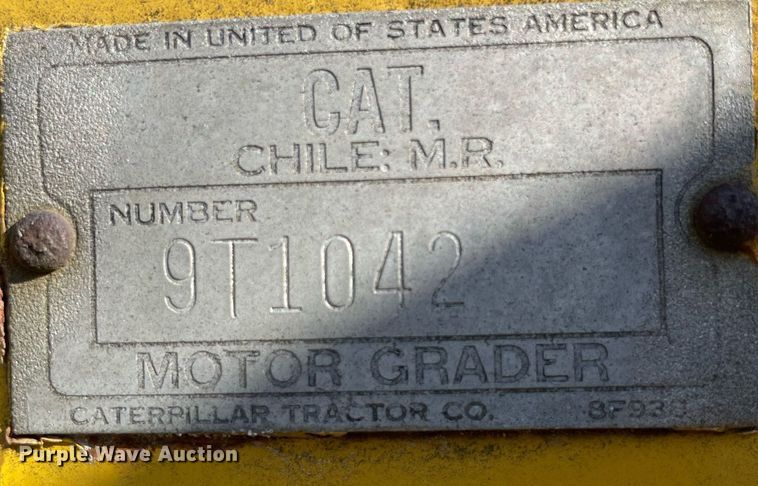 MADE IN UNITED OF STATES AMERICA
CAT.
CHILE: M.R.
NUMBER
9T1042
MOTOR GRADER
CATERPILLAR TRACTOR CO.
Purple Wave Auction